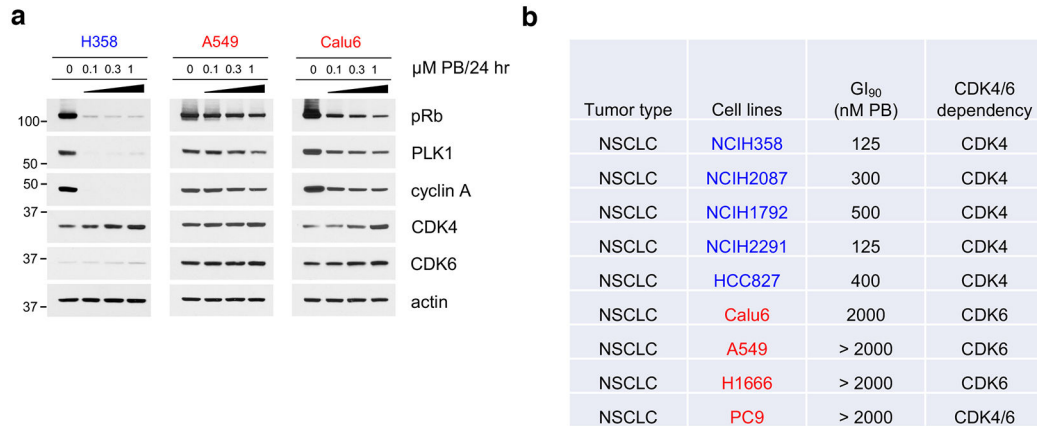 a
H358 A549 Calu6
0 0.1 0.3 1 0 0.1 0.3 1 0 0.1 0.3 1 µM PB/24 hr
100 pRb
50 PLK1
50 cyclin A
37 CDK4
37 CDK6
37 actin
b
Tumor type Cell lines GI90 (nM PB) CDK4/6 dependency
NSCLC NCIH358 125 CDK4
NSCLC NCIH2087 300 CDK4
NSCLC NCIH1792 500 CDK4
NSCLC NCIH2291 125 CDK4
NSCLC HCC827 400 CDK4
NSCLC Calu6 2000 CDK6
NSCLC A549 > 2000 CDK6
NSCLC H1666 > 2000 CDK6
NSCLC PC9 > 2000 CDK4/6